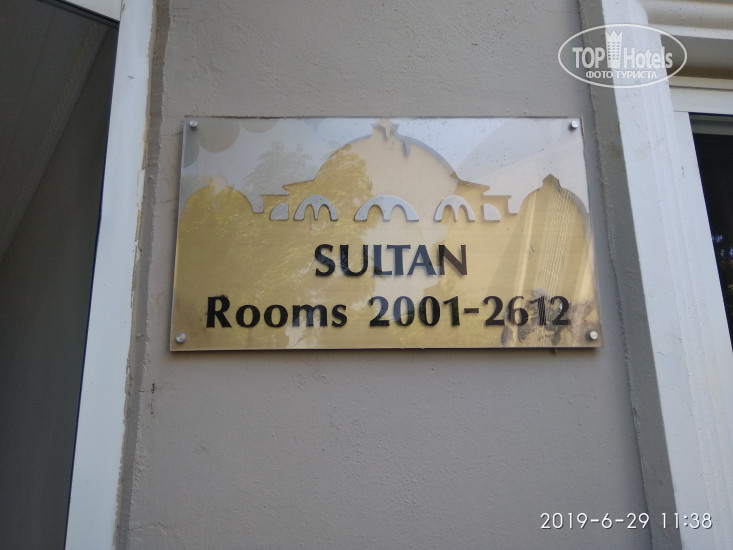 TOP Hotels
ФОТО ТУРИСТА
SULTAN
Rooms 2001-2612
2019-6-29 11:38